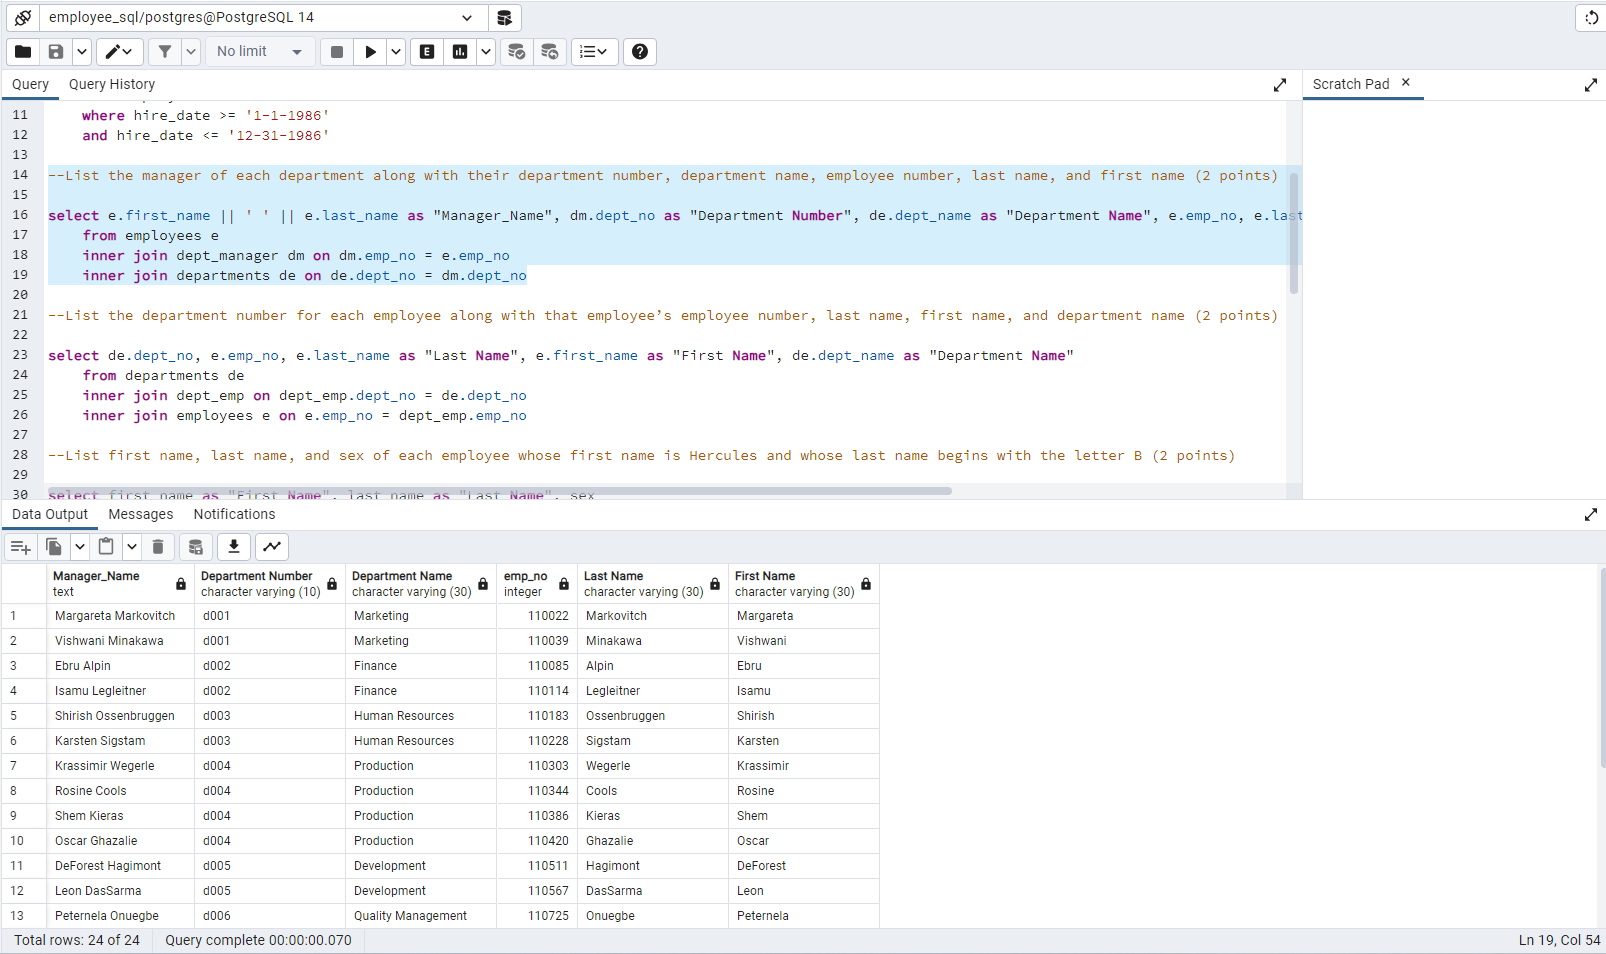 employee_sql/postgres@PostgreSQL 14
No limit
Query Query History
Scratch Pad ×
11 where hire_date >= '1-1-1986'
12 and hire_date <= '12-31-1986'
13
14 --List the manager of each department along with their department number, department name, employee number, last name, and first name (2 points)
15
16 select e.first_name || ' ' || e.last_name as "Manager_Name", dm.dept_no as "Department Number", de.dept_name as "Department Name", e.emp_no, e.last
17 from employees e
18 inner join dept_manager dm on dm.emp_no = e.emp_no
19 inner join departments de on de.dept_no = dm.dept_no
20
21 --List the department number for each employee along with that employee’s employee number, last name, first name, and department name (2 points)
22
23 select de.dept_no, e.emp_no, e.last_name as "Last Name", e.first_name as "First Name", de.dept_name as "Department Name"
24 from departments de
25 inner join dept_emp on dept_emp.dept_no = de.dept_no
26 inner join employees e on e.emp_no = dept_emp.emp_no
27
28 --List first name, last name, and sex of each employee whose first name is Hercules and whose last name begins with the letter B (2 points)
29
30 select first_name as "First Name", last_name as "Last Name", sex
Data Output Messages Notifications
Manager_Name Department Number Department Name emp_no Last Name First Name
text character varying (10) character varying (30) integer character varying (30) character varying (30)
1 Margareta Markovitch d001 Marketing 110022 Markovitch Margareta
2 Vishwani Minakawa d001 Marketing 110039 Minakawa Vishwani
3 Ebru Alpin d002 Finance 110085 Alpin Ebru
4 Isamu Legleitner d002 Finance 110114 Legleitner Isamu
5 Shirish Ossenbruggen d003 Human Resources 110183 Ossenbruggen Shirish
6 Karsten Sigstam d003 Human Resources 110228 Sigstam Karsten
7 Krassimir Wegerle d004 Production 110303 Wegerle Krassimir
8 Rosine Cools d004 Production 110344 Cools Rosine
9 Shem Kieras d004 Production 110386 Kieras Shem
10 Oscar Ghazalie d004 Production 110420 Ghazalie Oscar
11 DeForest Hagimont d005 Development 110511 Hagimont DeForest
12 Leon DasSarma d005 Development 110567 DasSarma Leon
13 Peternela Onuegbe d006 Quality Management 110725 Onuegbe Peternela
Total rows: 24 of 24 Query complete 00:00:00.070 Ln 19, Col 54